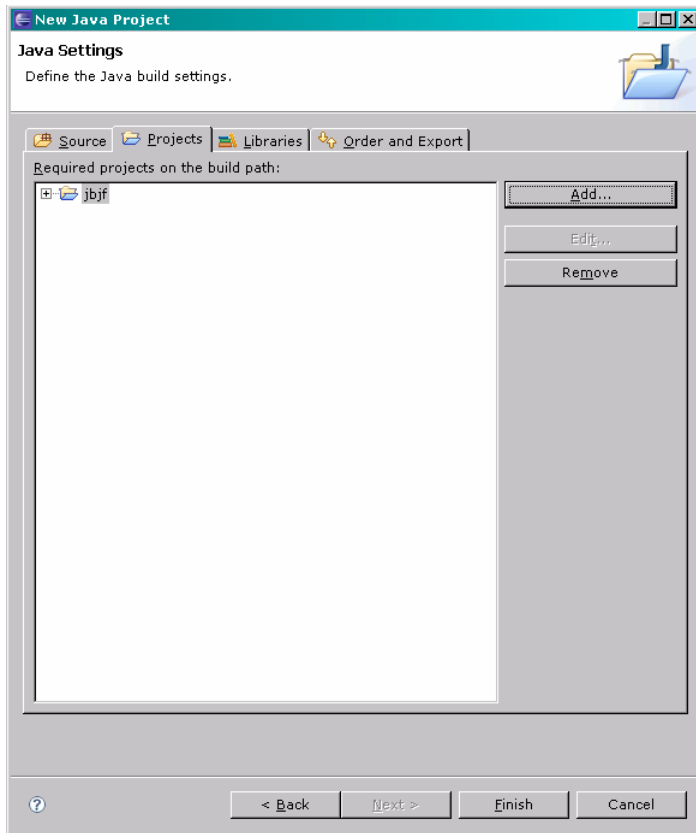 New Java Project
Java Settings
Define the Java build settings.
Source Projects Libraries Order and Export
Required projects on the build path:
jbjf
Add...
Edit...
Remove
< Back Next > Finish Cancel